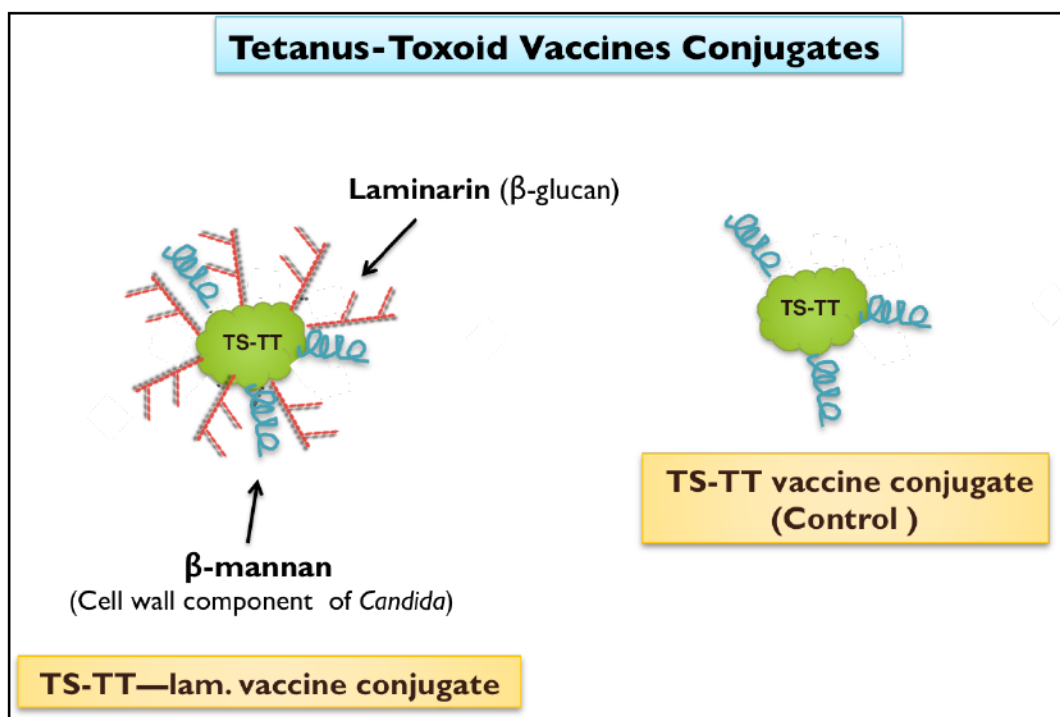 Tetanus-Toxoid Vaccines Conjugates
Laminarin (β-glucan)
TS-TT
TS-TT
β-mannan
(Cell wall component of Candida)
TS-TT vaccine conjugate
(Control )
TS-TT—lam. vaccine conjugate